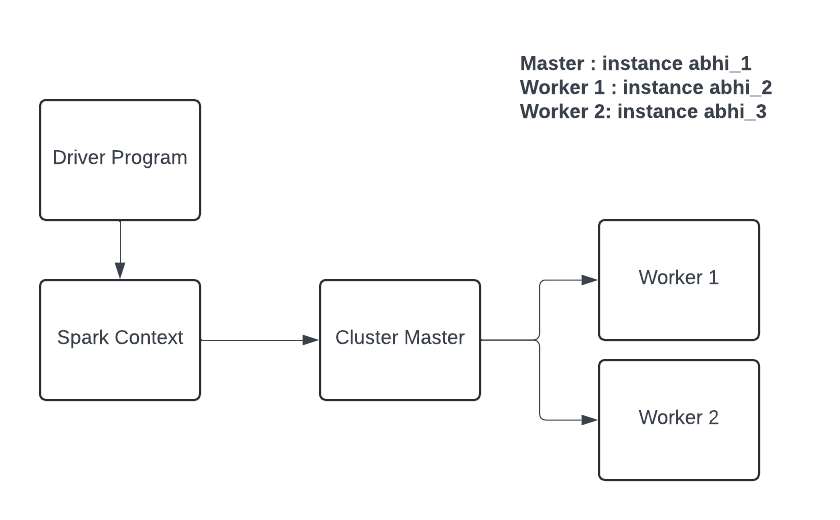 Master : instance abhi_1
Worker 1 : instance abhi_2
Worker 2: instance abhi_3
Driver Program
Spark Context
Cluster Master
Worker 1
Worker 2